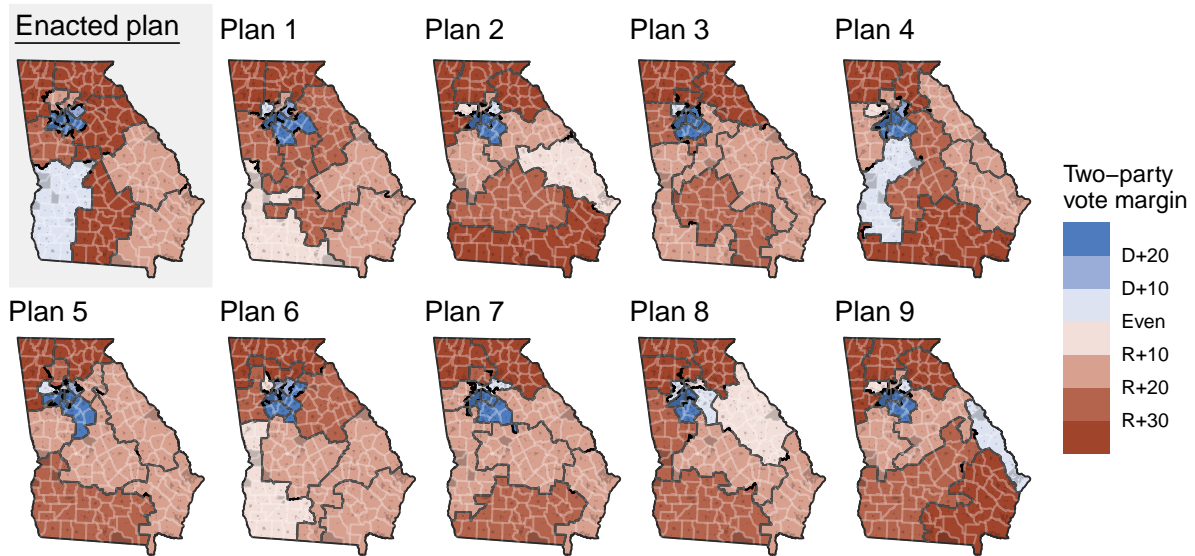 Enacted plan
Plan 1
Plan 2
Plan 3
Plan 4
Plan 5
Plan 6
Plan 7
Plan 8
Plan 9
Two−party
vote margin
D+20
D+10
Even
R+10
R+20
R+30